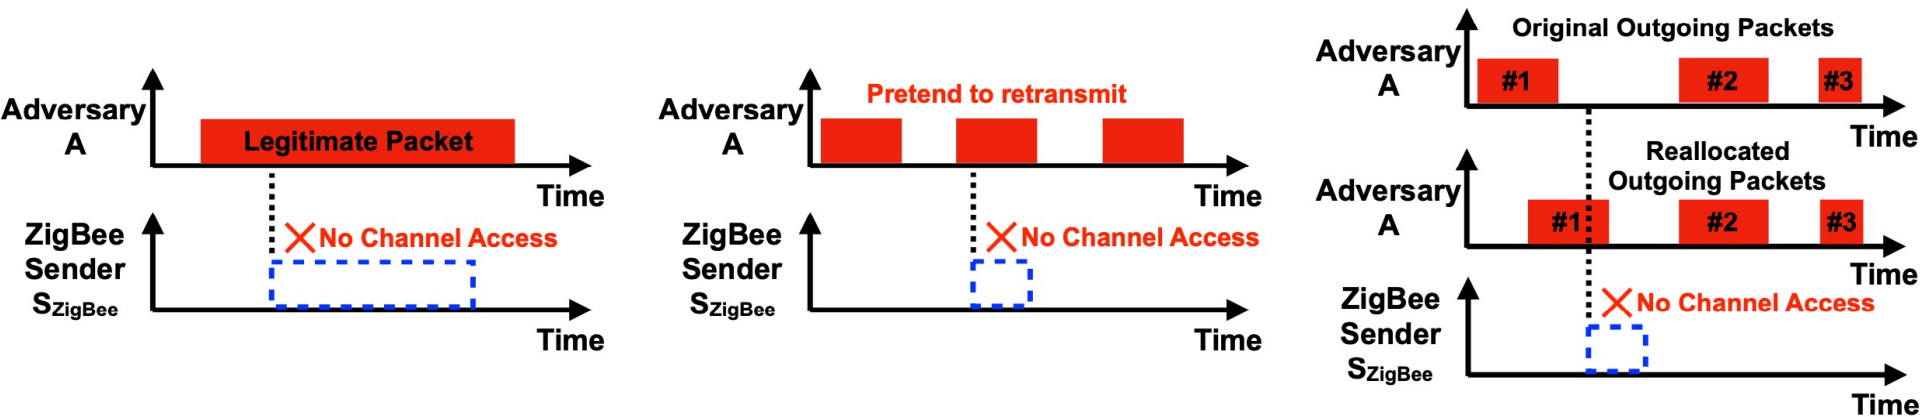 Adversary
A
Legitimate Packet
Time
ZigBee
Sender
SZigBee
No Channel Access
Time
Adversary
A
Pretend to retransmit
Time
ZigBee
Sender
SZigBee
No Channel Access
Time
Original Outgoing Packets
Adversary
A
#1
#2
#3
Time
Reallocated
Outgoing Packets
Adversary
A
#1
#2
#3
Time
ZigBee
Sender
SZigBee
No Channel Access
Time